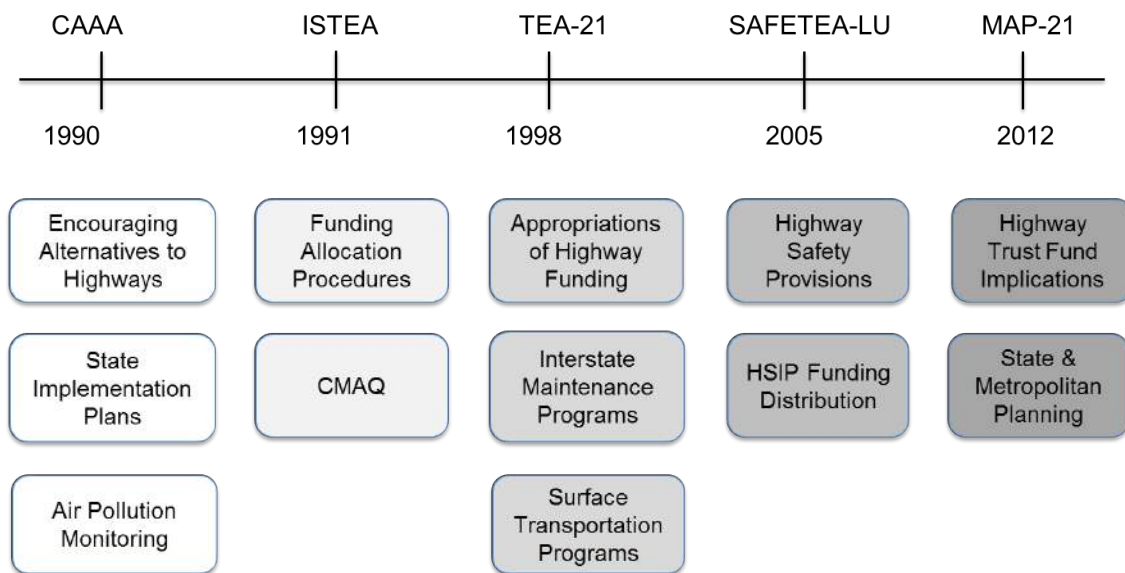 CAAA
ISTEA
TEA-21
SAFETEA-LU
MAP-21
1990
1991
1998
2005
2012
Encouraging
Alternatives to
Highways
Funding
Allocation
Procedures
Appropriations
of Highway
Funding
Highway
Safety
Provisions
Highway
Trust Fund
Implications
State
Implementation
Plans
CMAQ
Interstate
Maintenance
Programs
HSIP Funding
Distribution
State &
Metropolitan
Planning
Air Pollution
Monitoring
Surface
Transportation
Programs